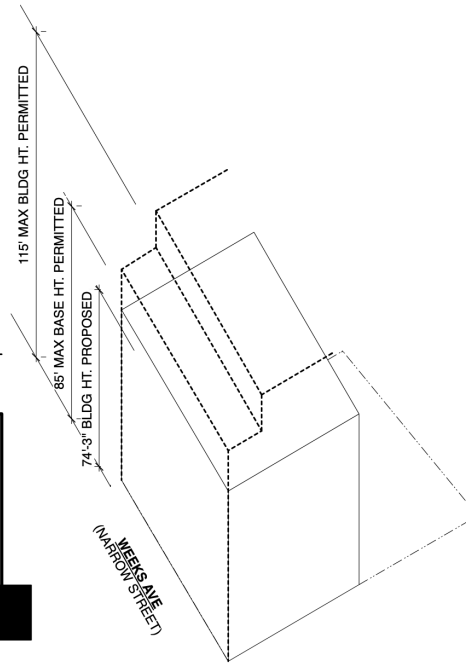 115' MAX BLDG HT. PERMITTED
85' MAX BASE HT. PERMITTED
74'-3" BLDG HT. PROPOSED
WEEKS AVE
(NARROW STREET)